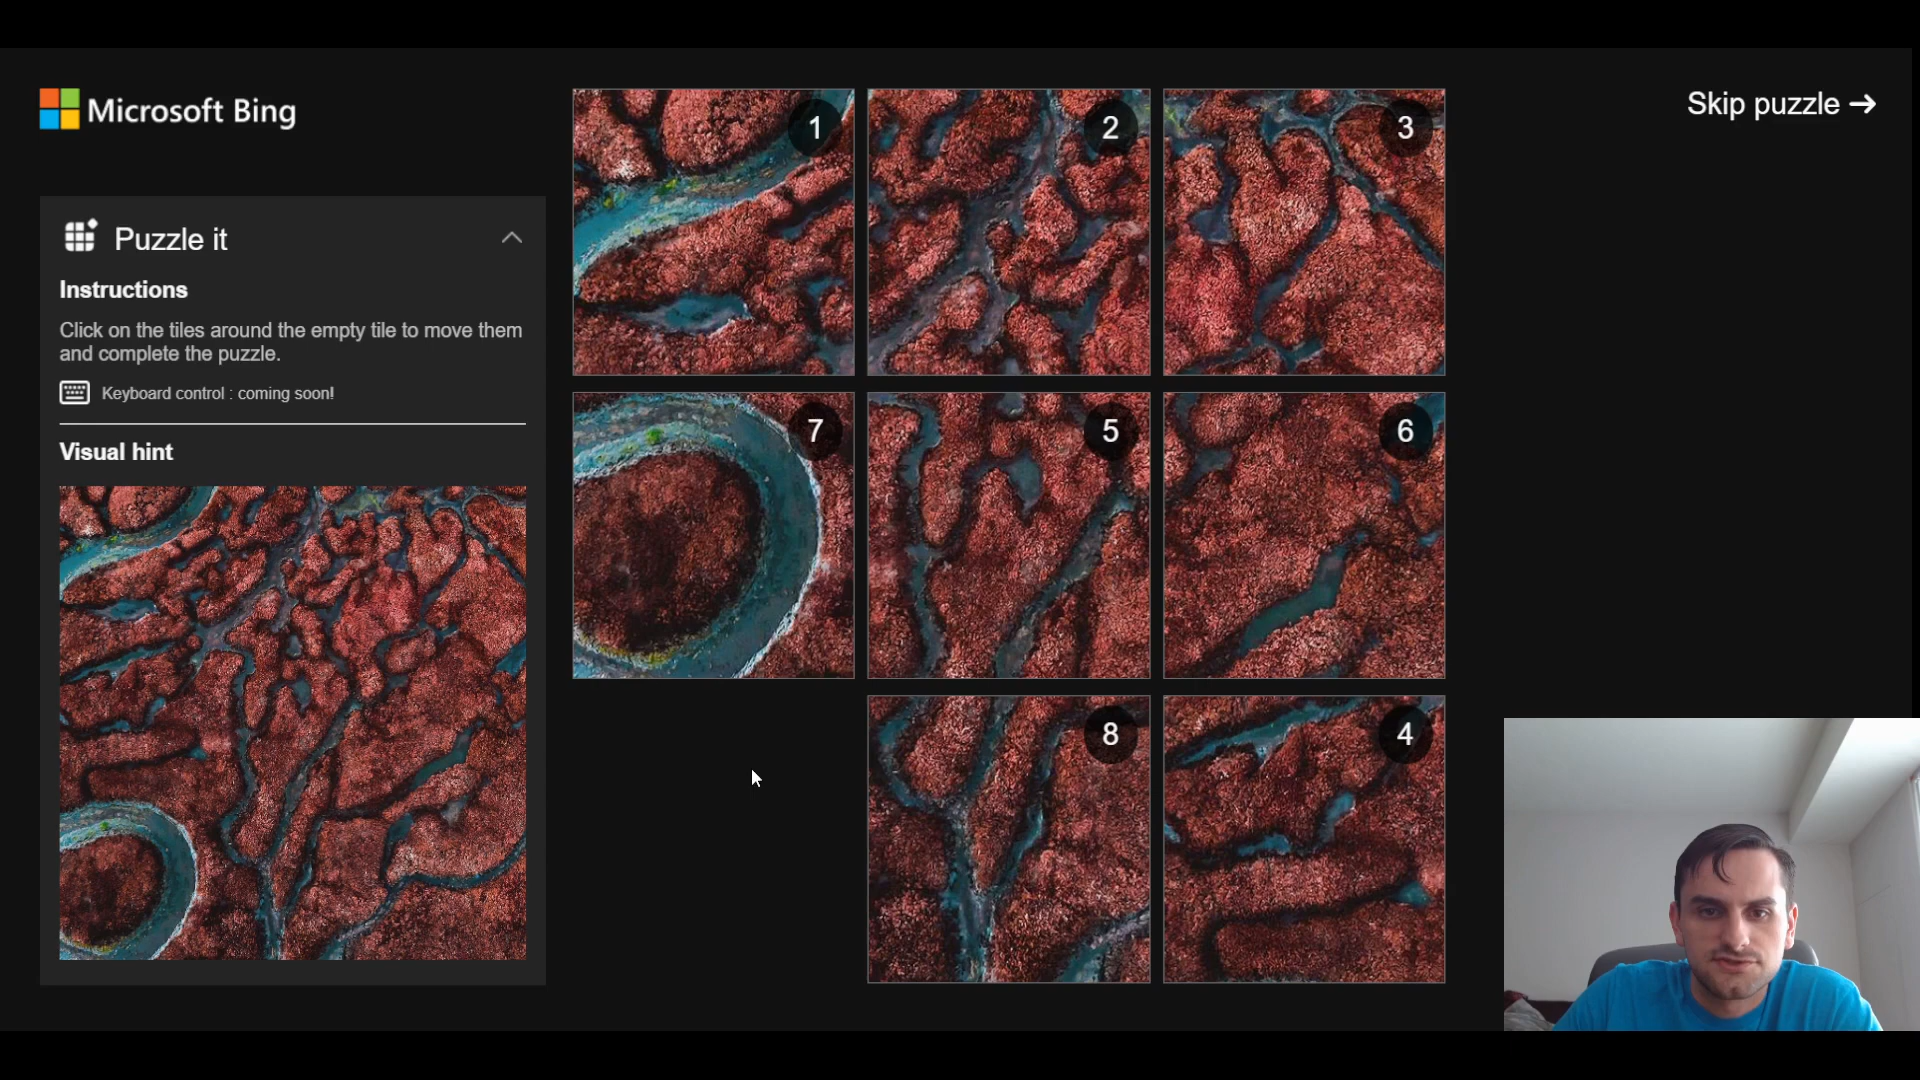 Microsoft Bing
Skip puzzle →
Puzzle it
Instructions
Click on the tiles around the empty tile to move them
and complete the puzzle.
Keyboard control : coming soon!
Visual hint
1
2
3
7
5
6
8
4